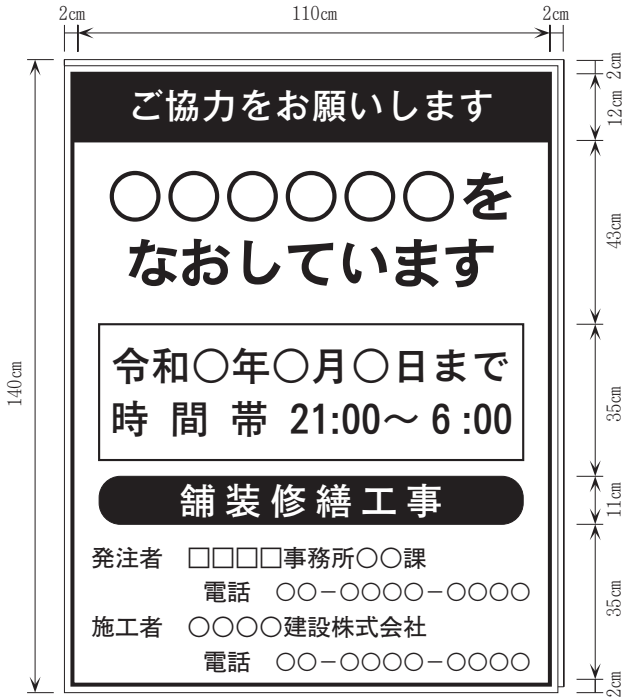 2cm 110cm 2cm
2cm
ご協力をお願いします
12cm
○○○○○○を
なおしています
43cm
140cm
令和○年○月○日まで
時間帯 21:00～6:00
35cm
舗装修繕工事
11cm
発注者 □□□□事務所○○課
電話 ○○−○○○○−○○○○
施工者 ○○○○建設株式会社
電話 ○○−○○○○−○○○○
35cm
2cm